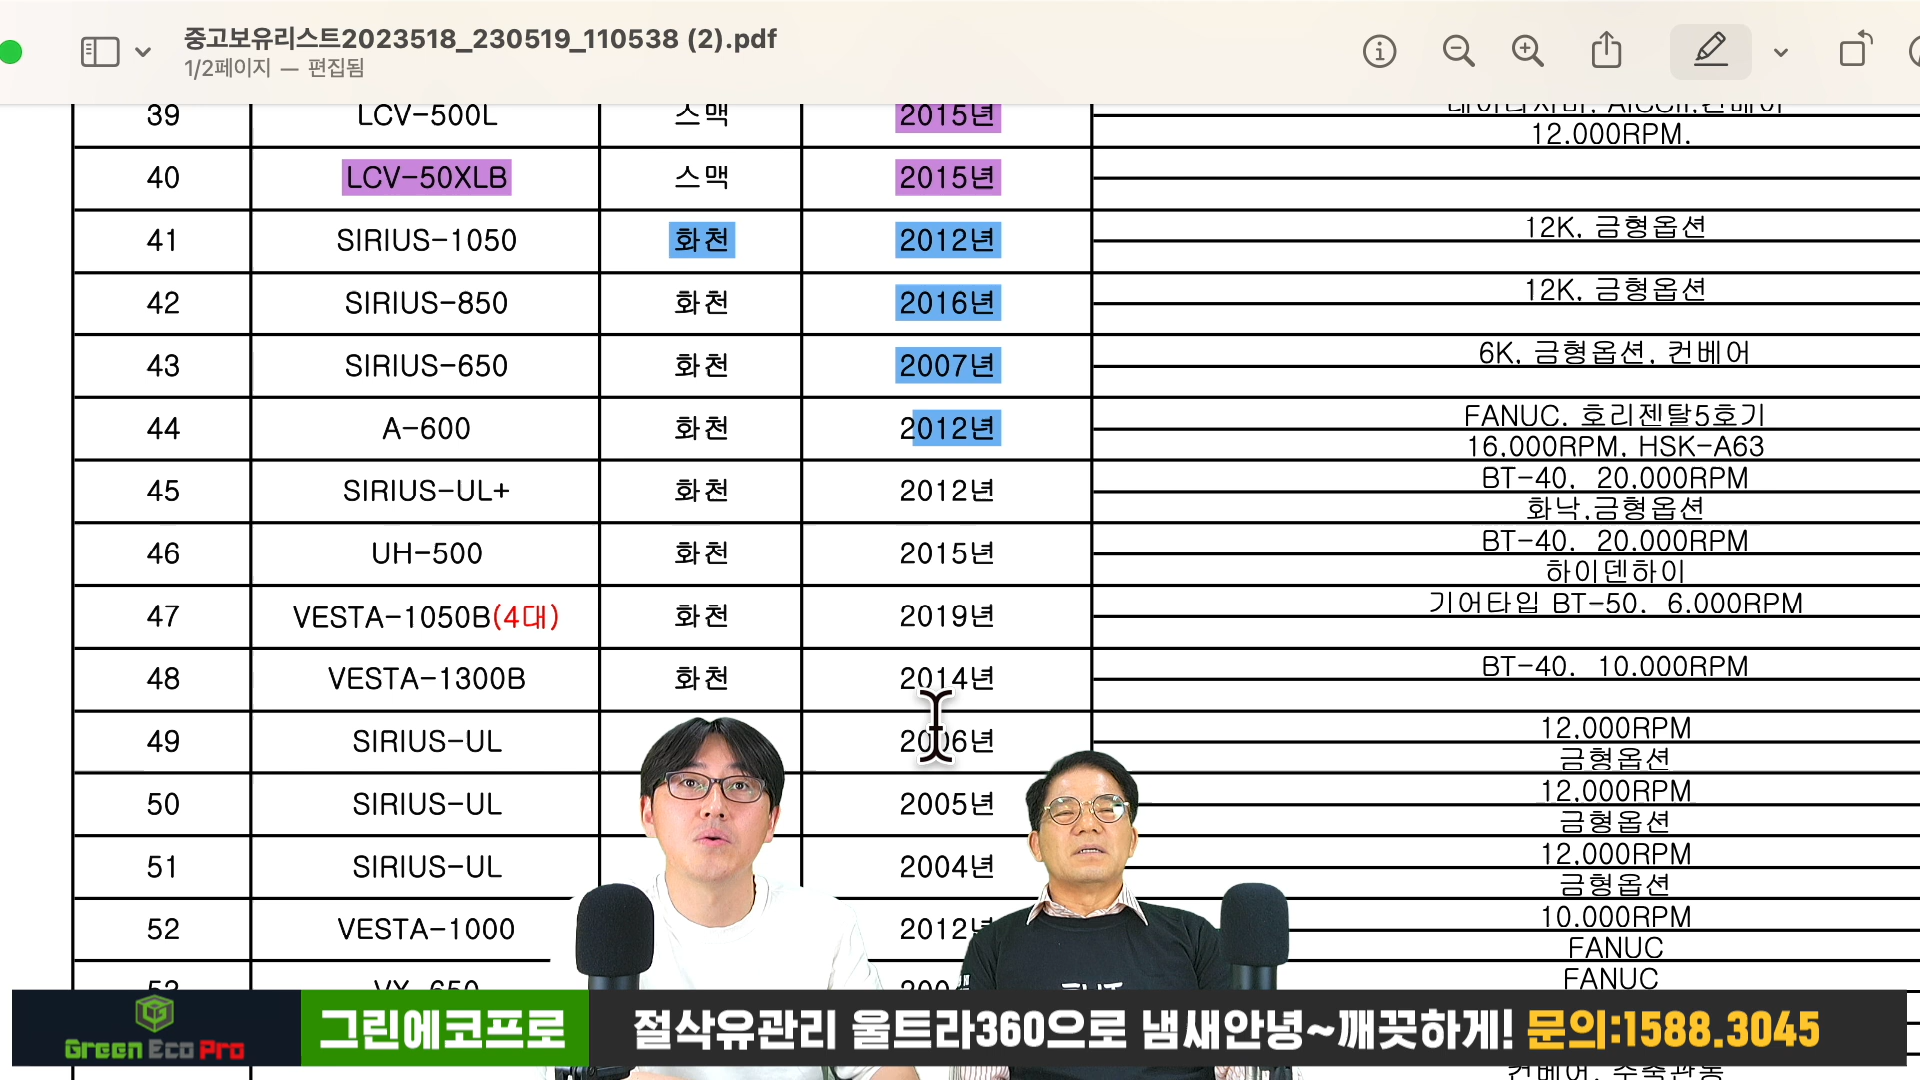 중고보유리스트2023518_230519_110538 (2).pdf
1/2페이지 — 편집됨
39 LCV-500L 스맥 2015년
12.000RPM.
40 LCV-50XLB 스맥 2015년
41 SIRIUS-1050 화천 2012년 12K. 금형옵션
42 SIRIUS-850 화천 2016년 12K. 금형옵션
43 SIRIUS-650 화천 2007년 6K. 금형옵션. 컨베어
44 A-600 화천 2012년 FANUC. 호리젠탈5호기
16.000RPM. HSK-A63
45 SIRIUS-UL+ 화천 2012년 BT-40. 20.000RPM
화낙.금형옵션
46 UH-500 화천 2015년 BT-40. 20.000RPM
하이덴하이
47 VESTA-1050B(4대) 화천 2019년 기어타입 BT-50. 6.000RPM
48 VESTA-1300B 화천 2014년 BT-40. 10.000RPM
49 SIRIUS-UL 2006년 12,000RPM
금형옵션
50 SIRIUS-UL 2005년 12,000RPM
금형옵션
51 SIRIUS-UL 2004년 12,000RPM
금형옵션
52 VESTA-1000 2012년 10.000RPM
FANUC
53 VX-650 FANUC
Green Eco Pro
그린에코프로
절삭유관리 울트라360으로 냄새안녕~깨끗하게! 문의:1588.3045